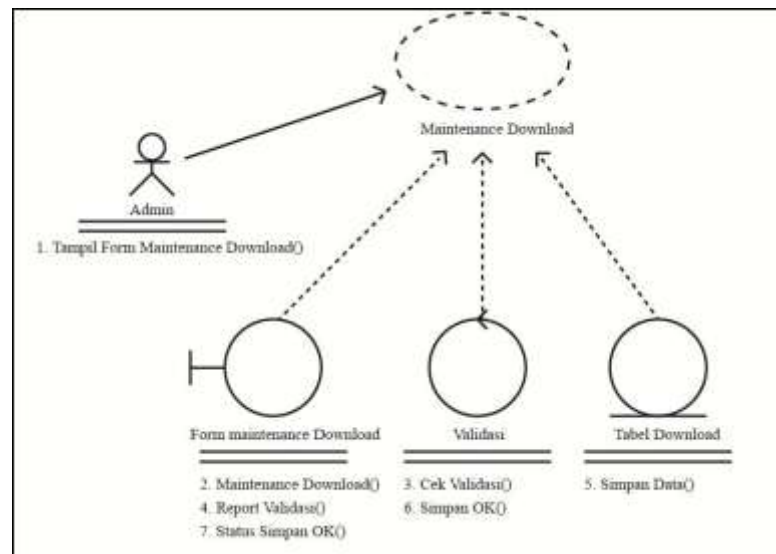 Maintenance Download
Admin
1. Tampil Form Maintenance Download()
Form maintenance Download
2. Maintenance Download()
4. Report Validasi()
7. Status Simpan OK()
Validasi
3. Cek Validasi()
6. Simpan OK()
Tabel Download
5. Simpan Data()